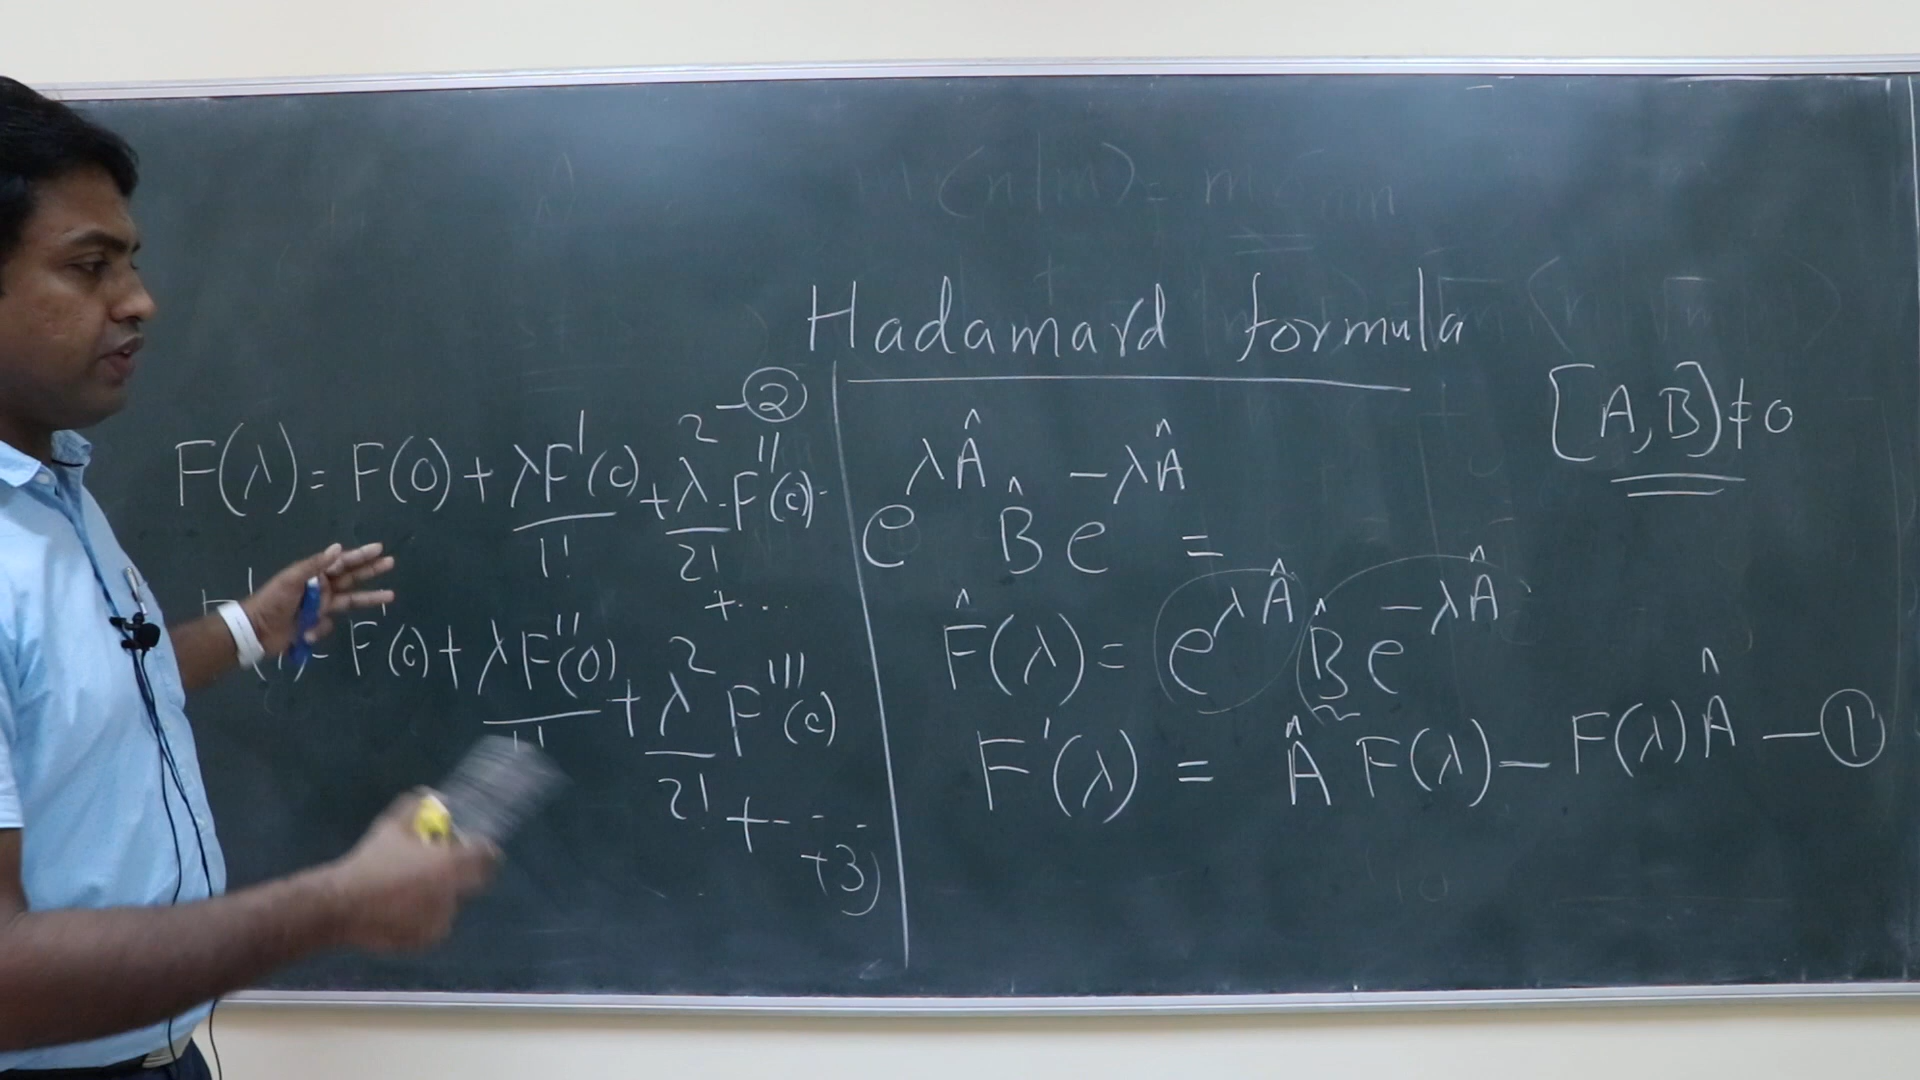 Hadamard formula
[A,B]≠0
F(λ)= F(0)+ λF'(0)/1! + λ²/2! F''(0) + ... —②
F'(0)+ λF''(0)/1! + λ²/2! F'''(0) + - - - +3)
e^{λÂ} B̂ e^{-λÂ} =
F̂(λ)= e^{λÂ} B̂ e^{-λÂ}
F'(λ) = Â F(λ) – F(λ)Â —①